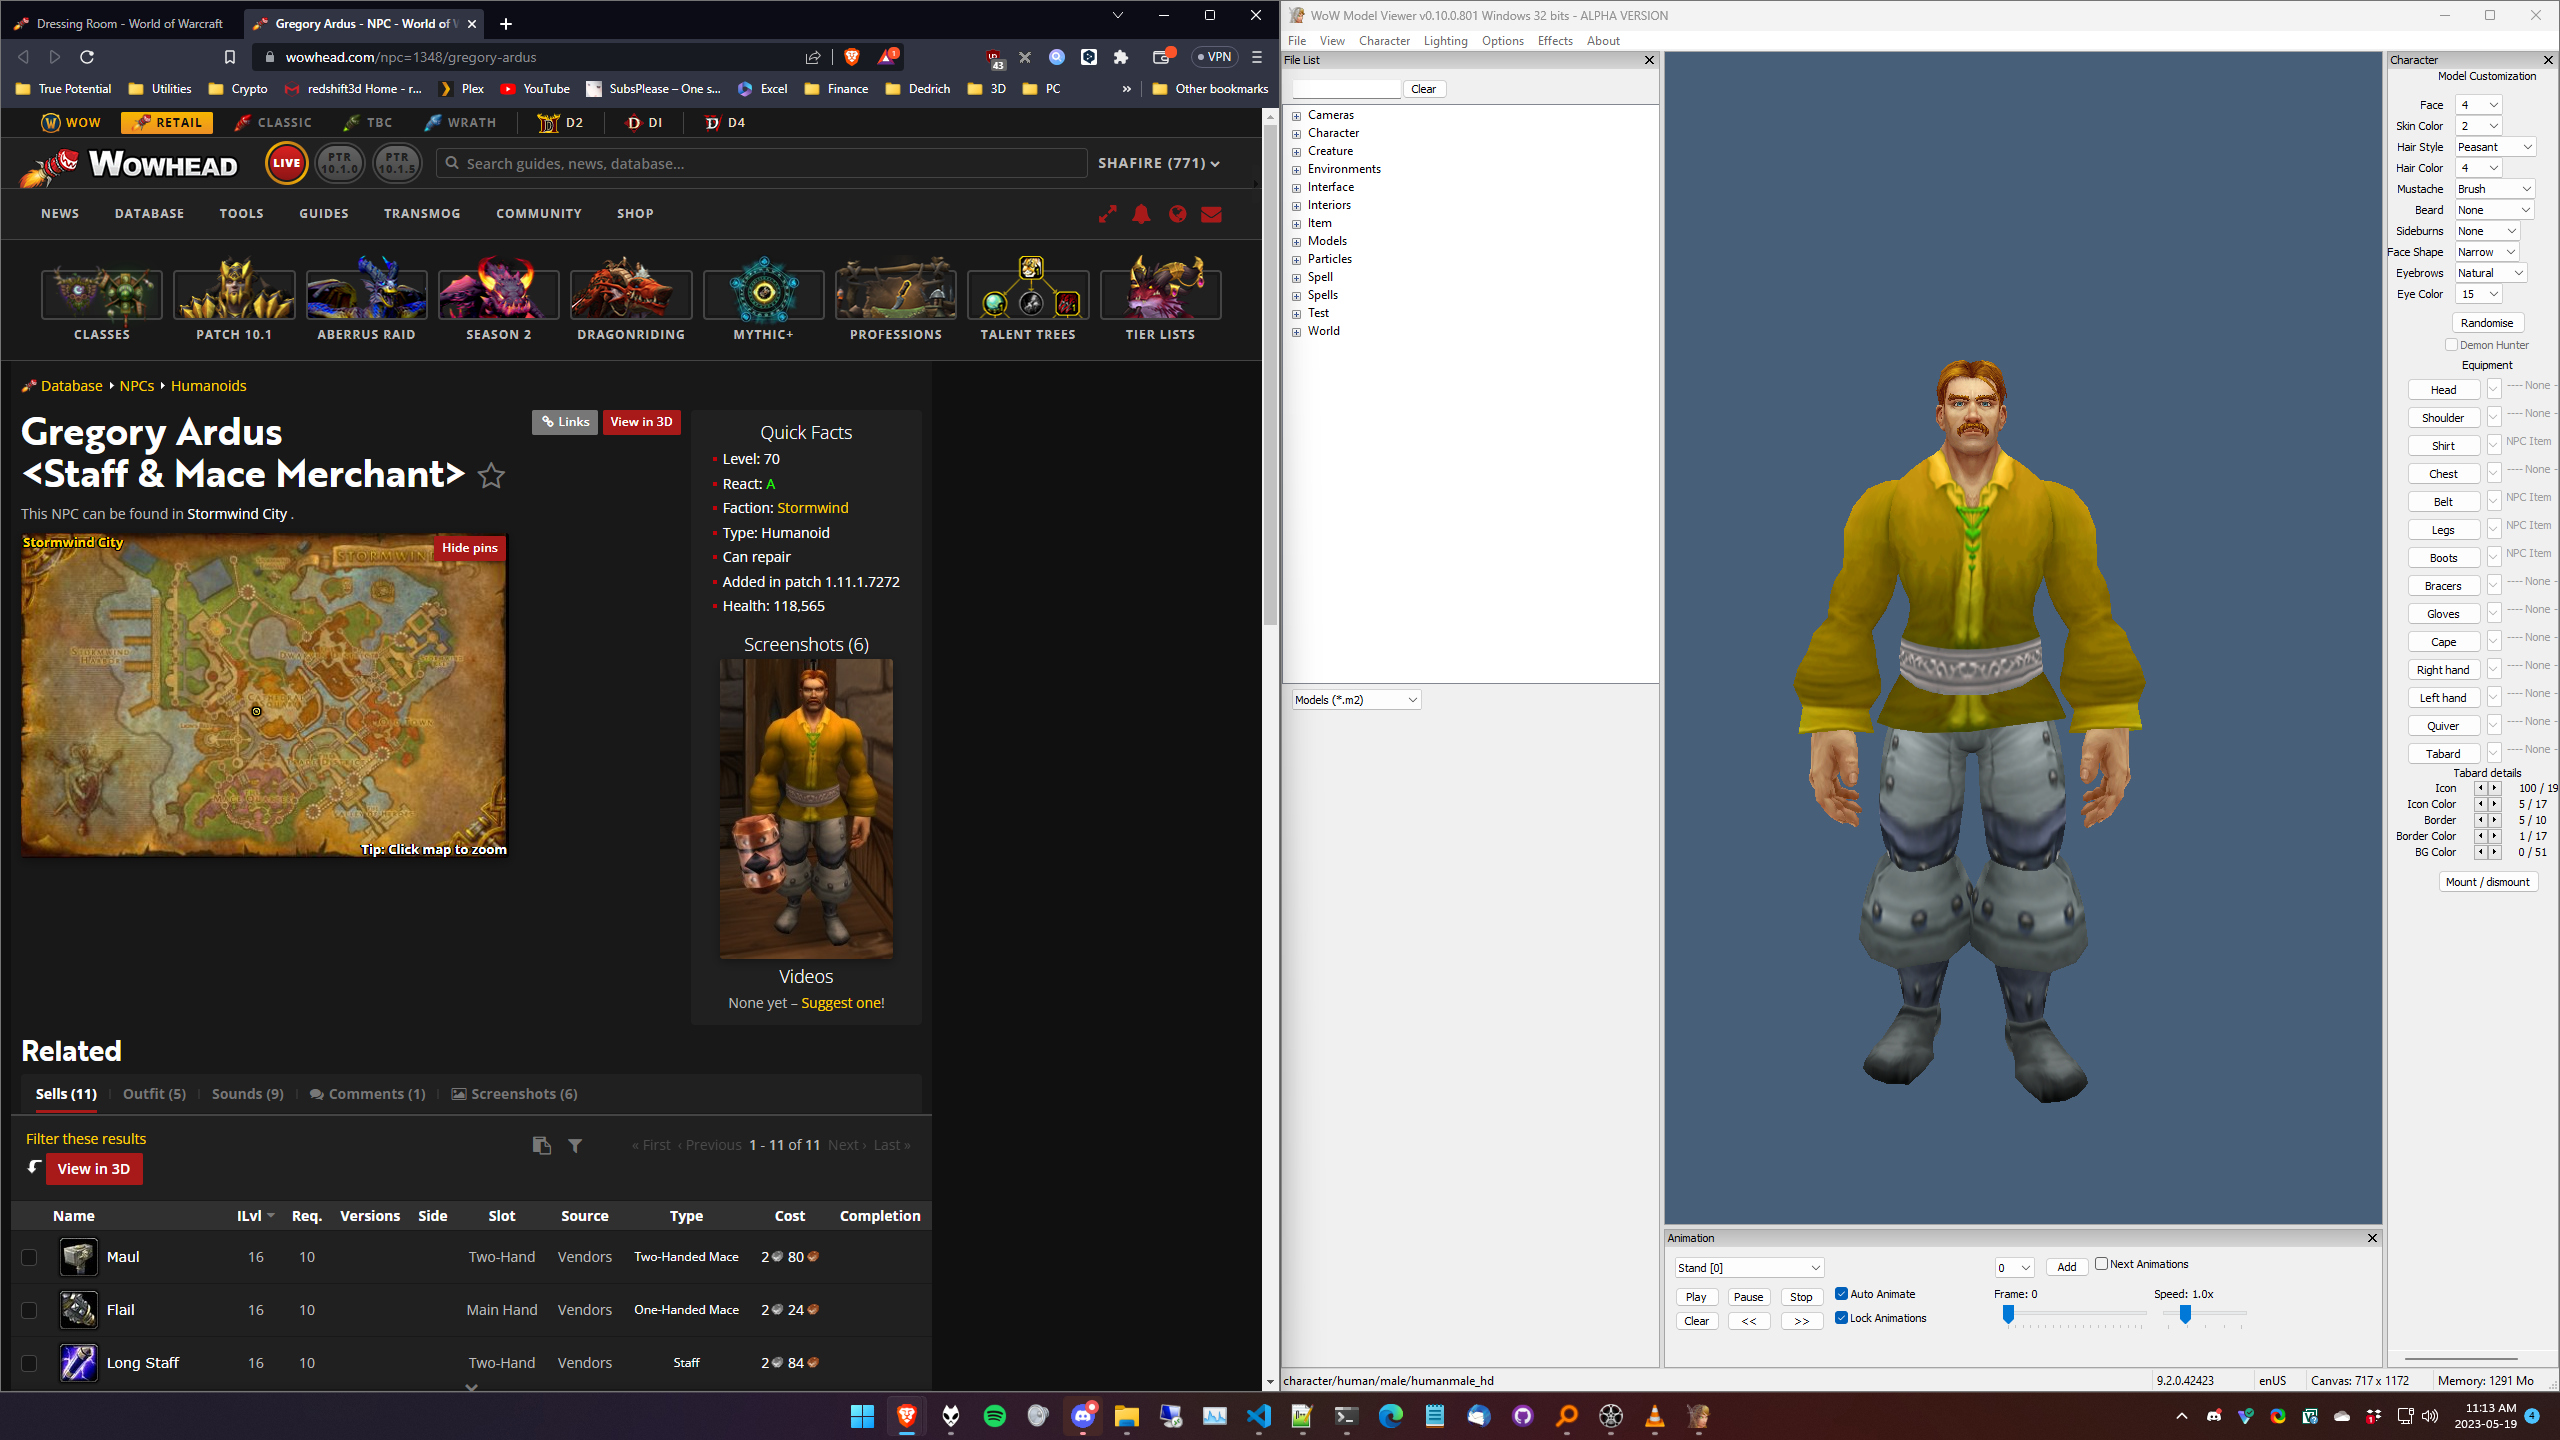 Dressing Room - World of Warcraft
Gregory Ardus - NPC - World of W
wowhead.com/npc=1348/gregory-ardus
43
1
VPN
True Potential
Utilities
Crypto
redshift3d Home - r...
Plex
YouTube
SubsPlease – One s...
Excel
Finance
Dedrich
3D
PC
»
Other bookmarks
WOW
RETAIL
CLASSIC
TBC
WRATH
D2
DI
D4
WOWHEAD
LIVE
PTR 10.1.0
PTR 10.1.5
Search guides, news, database...
SHAFIRE (771)
NEWS
DATABASE
TOOLS
GUIDES
TRANSMOG
COMMUNITY
SHOP
CLASSES
PATCH 10.1
ABERRUS RAID
SEASON 2
DRAGONRIDING
MYTHIC+
PROFESSIONS
TALENT TREES
TIER LISTS
Database
NPCs
Humanoids
Gregory Ardus
<Staff & Mace Merchant>
Links
View in 3D
This NPC can be found in Stormwind City .
Stormwind City
Hide pins
Tip: Click map to zoom
Quick Facts
Level: 70
React: A
Faction: Stormwind
Type: Humanoid
Can repair
Added in patch 1.11.1.7272
Health: 118,565
Screenshots (6)
Videos
None yet – Suggest one!
Related
Sells (11)
Outfit (5)
Sounds (9)
Comments (1)
Screenshots (6)
Filter these results
« First ‹ Previous 1 - 11 of 11 Next › Last »
View in 3D
Name ILvl Req. Versions Side Slot Source Type Cost Completion
Maul 16 10 Two-Hand Vendors Two-Handed Mace 2 80
Flail 16 10 Main Hand Vendors One-Handed Mace 2 24
Long Staff 16 10 Two-Hand Vendors Staff 2 84
WoW Model Viewer v0.10.0.801 Windows 32 bits - ALPHA VERSION
File View Character Lighting Options Effects About
File List
Clear
Cameras
Character
Creature
Environments
Interface
Interiors
Item
Models
Particles
Spell
Spells
Test
World
Models (*.m2)
Character
Model Customization
Face 4
Skin Color 2
Hair Style Peasant
Hair Color 4
Mustache Brush
Beard None
Sideburns None
Face Shape Narrow
Eyebrows Natural
Eye Color 15
Randomise
Demon Hunter
Equipment
Head ---- None -
Shoulder ---- None -
Shirt NPC Item
Chest ---- None -
Belt NPC Item
Legs NPC Item
Boots NPC Item
Bracers ---- None -
Gloves ---- None -
Cape ---- None -
Right hand ---- None -
Left hand ---- None -
Quiver ---- None -
Tabard ---- None -
Tabard details
Icon 100 / 19
Icon Color 5 / 17
Border 5 / 10
Border Color 1 / 17
BG Color 0 / 51
Mount / dismount
Animation
Stand [0]
0
Add
Next Animations
Play
Pause
Stop
Auto Animate
Frame: 0
Speed: 1.0x
Clear
<<
>>
Lock Animations
character/human/male/humanmale_hd
9.2.0.42423
enUS
Canvas: 717 x 1172
Memory: 1291 Mo
11:13 AM
2023-05-19
4